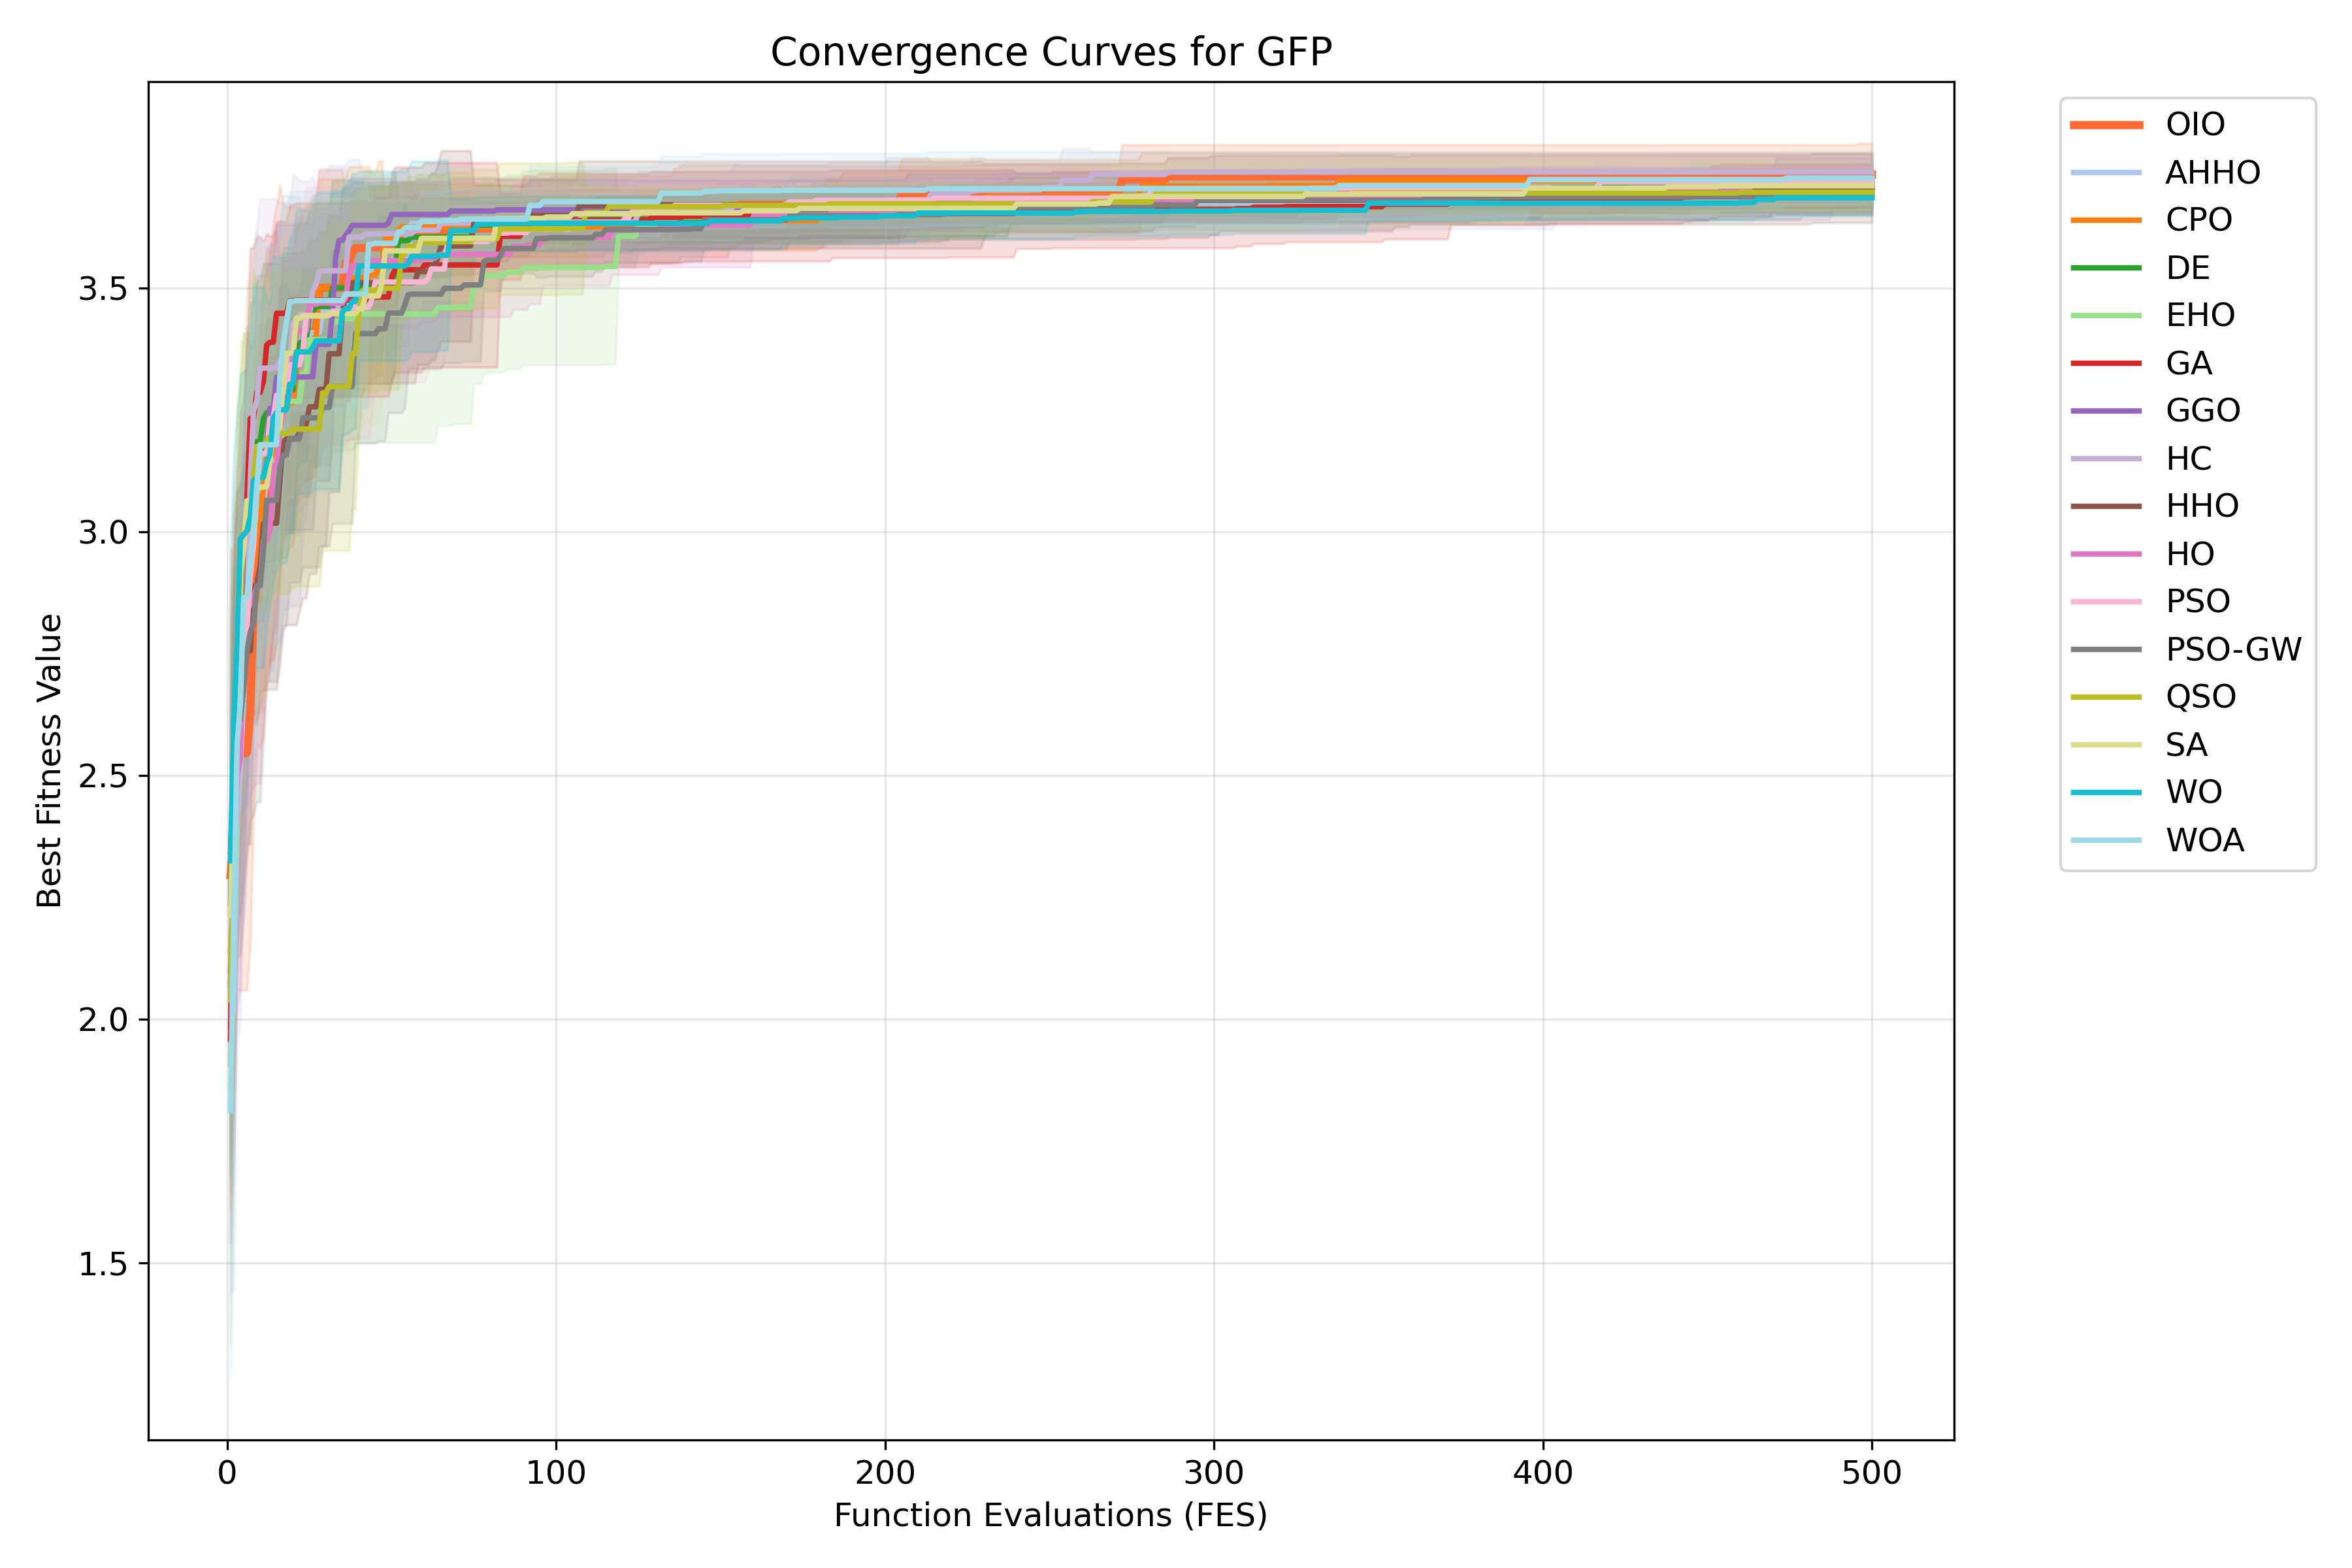 Convergence Curves for GFP
Best Fitness Value
3.5
3.0
2.5
2.0
1.5
0
100
200
300
400
500
Function Evaluations (FES)
OIO
AHHO
CPO
DE
EHO
GA
GGO
HC
HHO
HO
PSO
PSO-GW
QSO
SA
WO
WOA